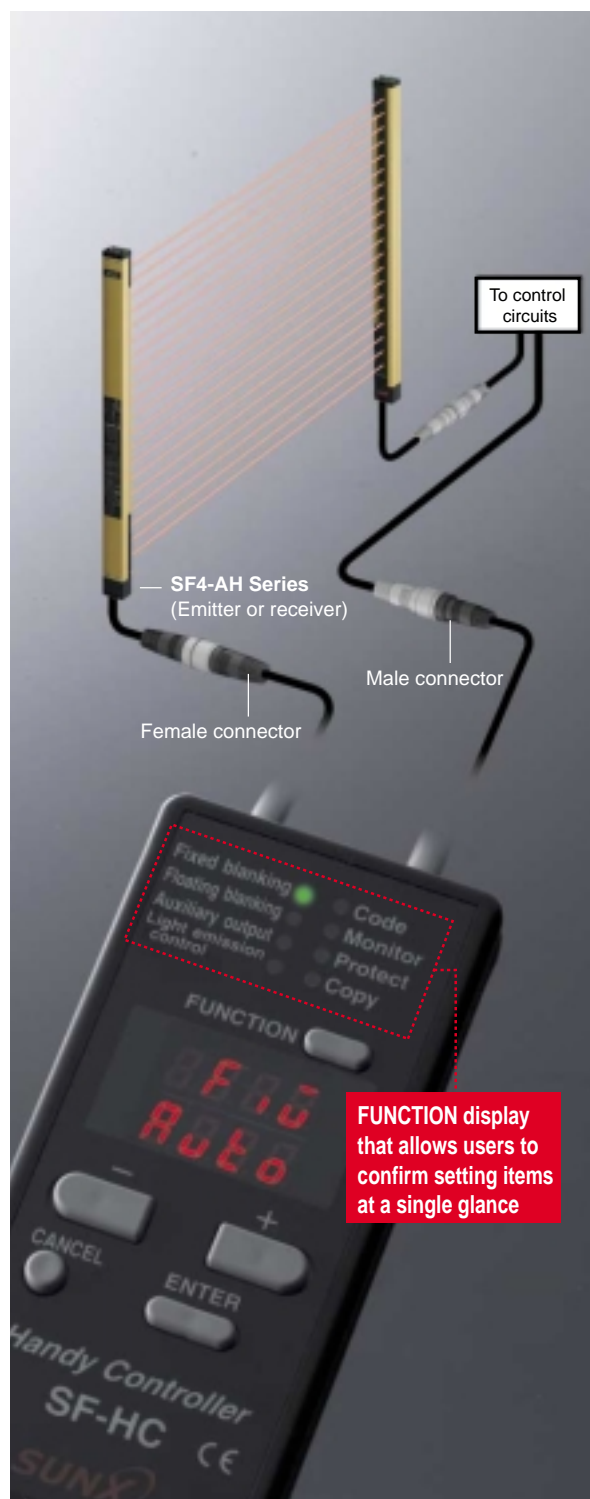 To control
circuits
SF4-AH Series
(Emitter or receiver)
Male connector
Female connector
Fixed blanking
Floating blanking
Auxiliary output
Light emission
control
Code
Monitor
Protect
Copy
FUNCTION
Auto
FUNCTION display
that allows users to
confirm setting items
at a single glance
−
+
CANCEL
ENTER
Handy Controller
SF-HC CE
SUNX